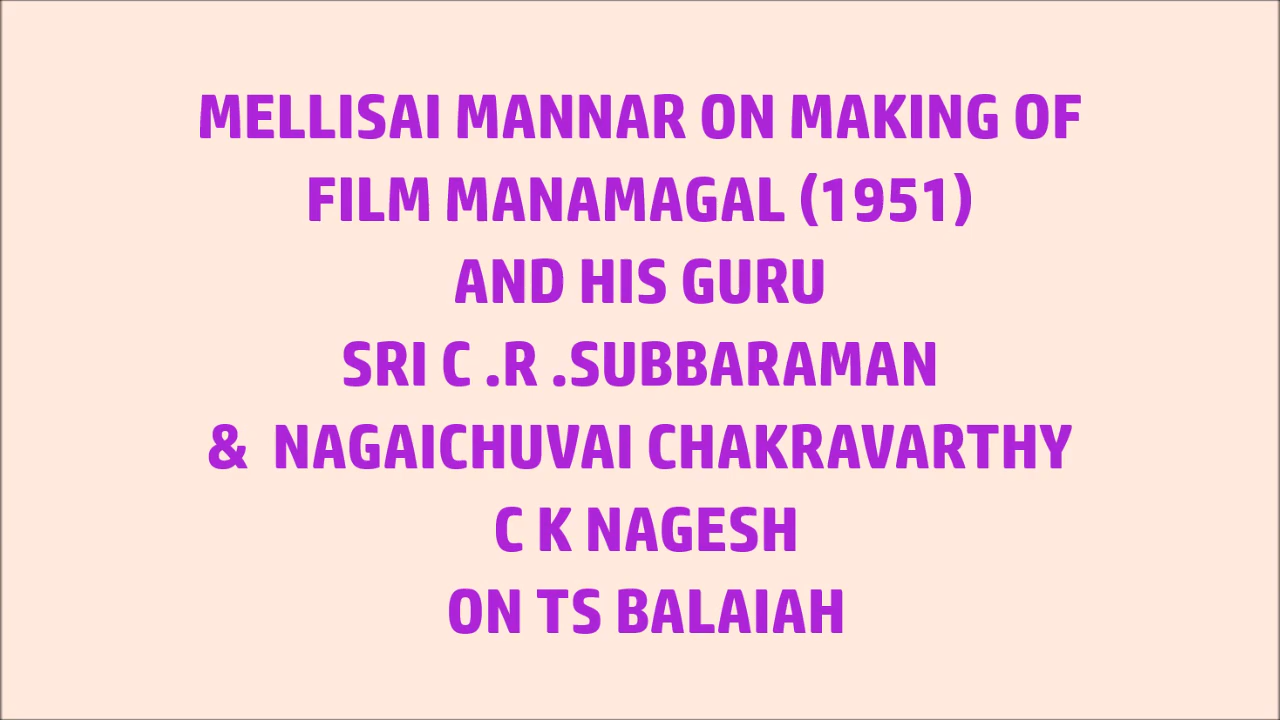 MELLISAI MANNAR ON MAKING OF
FILM MANAMAGAL (1951)
AND HIS GURU
SRI C .R .SUBBARAMAN
&  NAGAICHUVAI CHAKRAVARTHY
C K NAGESH
ON TS BALAIAH